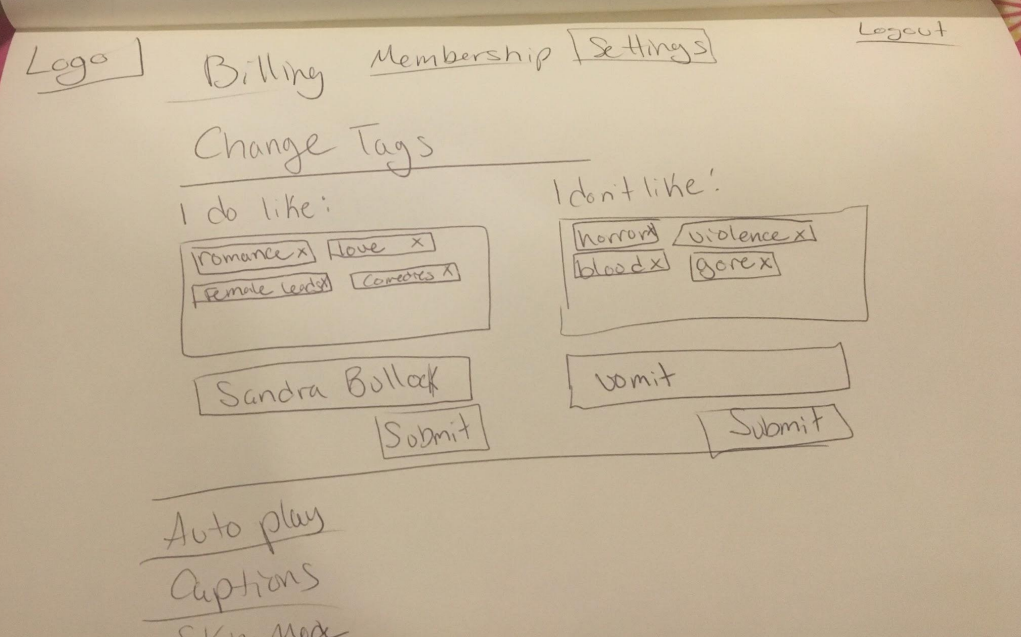 Logo Billing Membership Settings Logout
Change Tags
I do like: I don't like:
romance x love x horror x violence x
Female leads x Comedies x blood x gore x
Sandra Bullock vomit
Submit Submit
Auto play
Captions
Mode